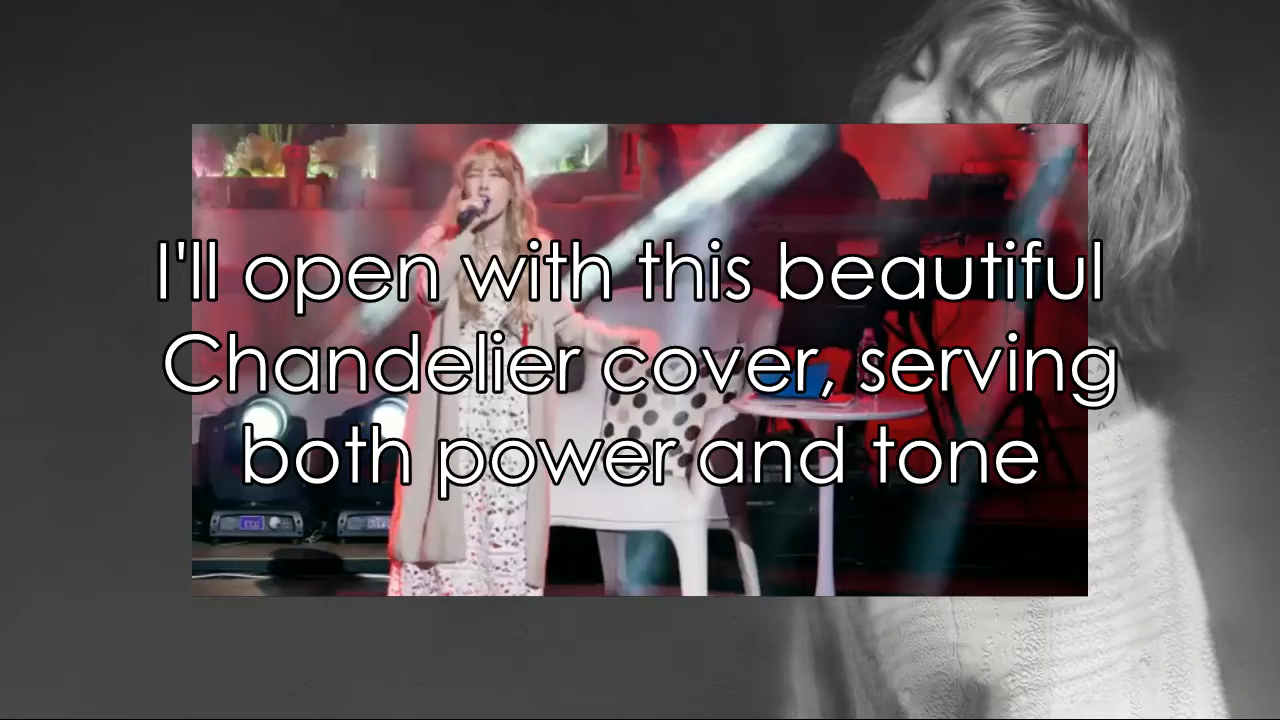 I'll open with this beautiful
Chandelier cover, serving
both power and tone